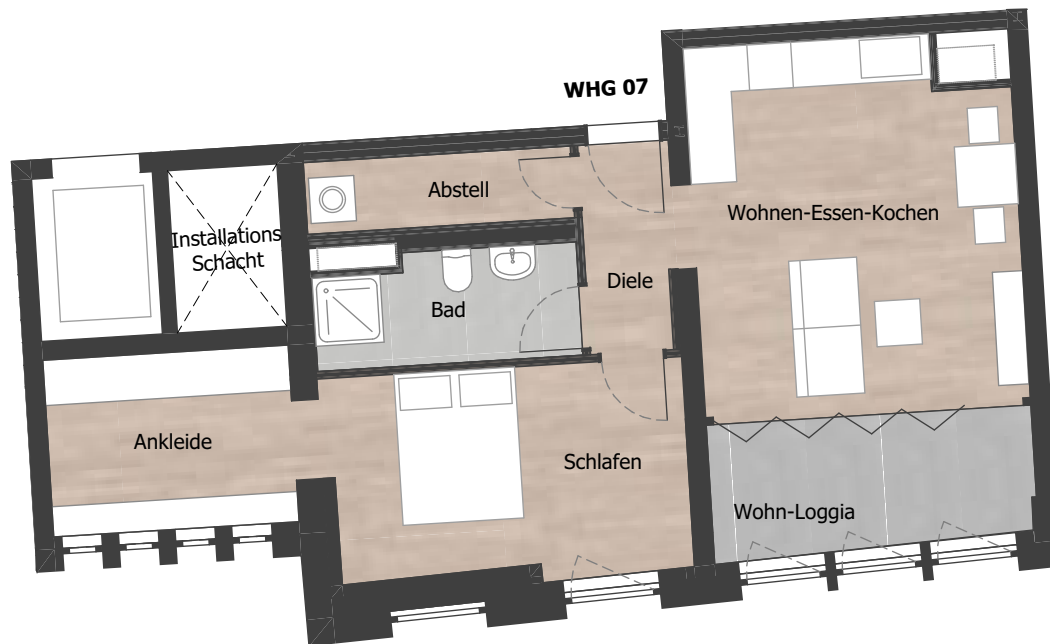 WHG 07
Abstell
Wohnen-Essen-Kochen
Installations
Schacht
Diele
Bad
Ankleide
Schlafen
Wohn-Loggia